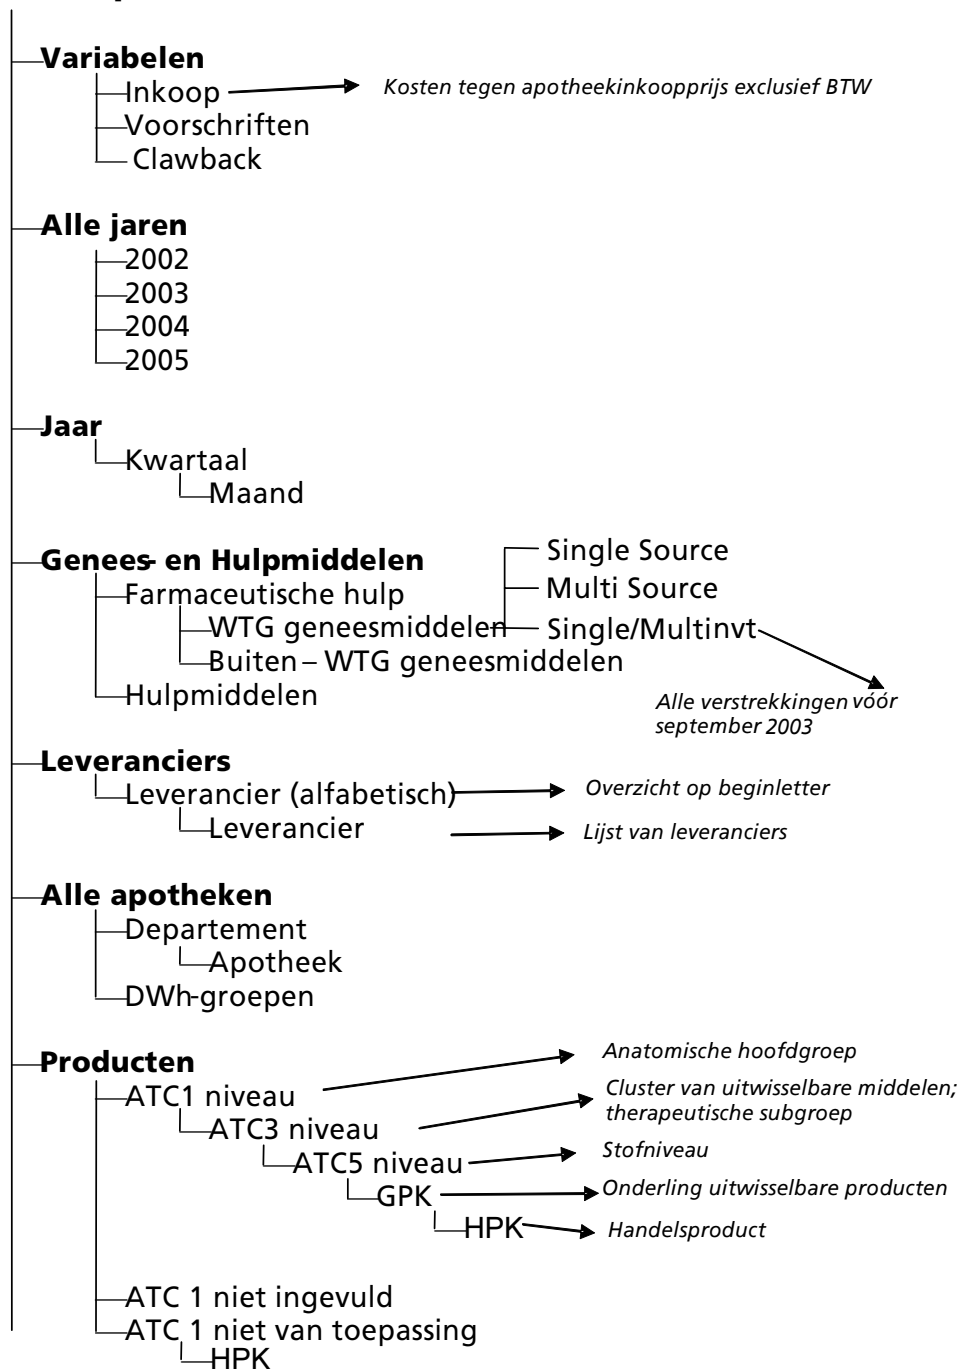 Variabelen
Inkoop
Kosten tegen apotheekinkoopprijs exclusief BTW
Voorschriften
Clawback
Alle jaren
2002
2003
2004
2005
Jaar
Kwartaal
Maand
Genees- en Hulpmiddelen
Single Source
Farmaceutische hulp
Multi Source
WTG geneesmiddelen
Single/Multinvt
Buiten – WTG geneesmiddelen
Hulpmiddelen
Alle verstrekkingen vóór
september 2003
Leveranciers
Leverancier (alfabetisch)
Overzicht op beginletter
Leverancier
Lijst van leveranciers
Alle apotheken
Departement
Apotheek
DWh-groepen
Producten
Anatomische hoofdgroep
ATC1 niveau
Cluster van uitwisselbare middelen;
therapeutische subgroep
ATC3 niveau
Stofniveau
ATC5 niveau
GPK
Onderling uitwisselbare producten
HPK
Handelsproduct
ATC 1 niet ingevuld
ATC 1 niet van toepassing
HPK